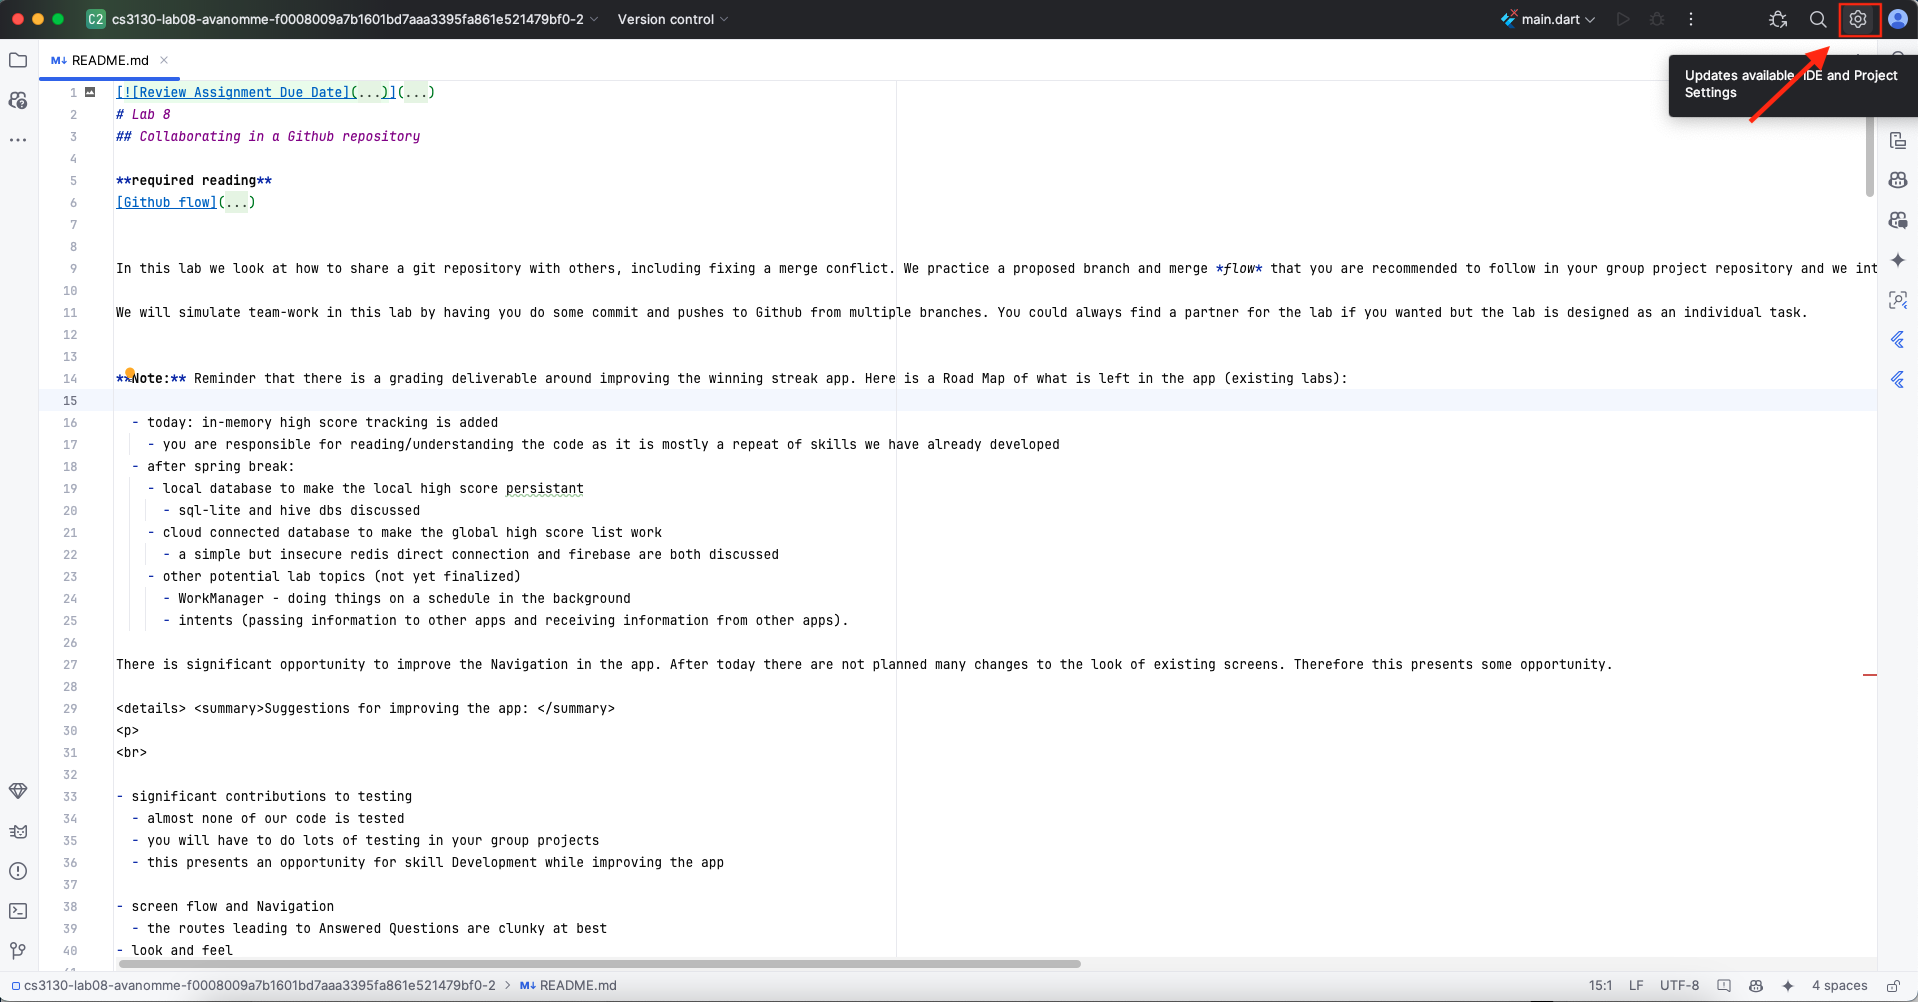 C2 cs3130-lab08-avanomme-f0008009a7b1601bd7aaa3395fa861e521479bf0-2 Version control main.dart
M↓ README.md
Updates available. IDE and Project
Settings
1 [![Review Assignment Due Date](...)](...)
2 # Lab 8
3 ## Collaborating in a Github repository
4
5 **required reading**
6 [Github flow](...)
7
8
9 In this lab we look at how to share a git repository with others, including fixing a merge conflict. We practice a proposed branch and merge *flow* that you are recommended to follow in your group project repository and we int
10
11 We will simulate team-work in this lab by having you do some commit and pushes to Github from multiple branches. You could always find a partner for the lab if you wanted but the lab is designed as an individual task.
12
13
14 **Note:** Reminder that there is a grading deliverable around improving the winning streak app. Here is a Road Map of what is left in the app (existing labs):
15
16 - today: in-memory high score tracking is added
17 - you are responsible for reading/understanding the code as it is mostly a repeat of skills we have already developed
18 - after spring break:
19 - local database to make the local high score persistant
20 - sql-lite and hive dbs discussed
21 - cloud connected database to make the global high score list work
22 - a simple but insecure redis direct connection and firebase are both discussed
23 - other potential lab topics (not yet finalized)
24 - WorkManager - doing things on a schedule in the background
25 - intents (passing information to other apps and receiving information from other apps).
26
27 There is significant opportunity to improve the Navigation in the app. After today there are not planned many changes to the look of existing screens. Therefore this presents some opportunity.
28
29 <details> <summary>Suggestions for improving the app: </summary>
30 <p>
31 <br>
32
33 - significant contributions to testing
34 - almost none of our code is tested
35 - you will have to do lots of testing in your group projects
36 - this presents an opportunity for skill Development while improving the app
37
38 - screen flow and Navigation
39 - the routes leading to Answered Questions are clunky at best
40 - look and feel
cs3130-lab08-avanomme-f0008009a7b1601bd7aaa3395fa861e521479bf0-2 > M↓ README.md 15:1 LF UTF-8 4 spaces